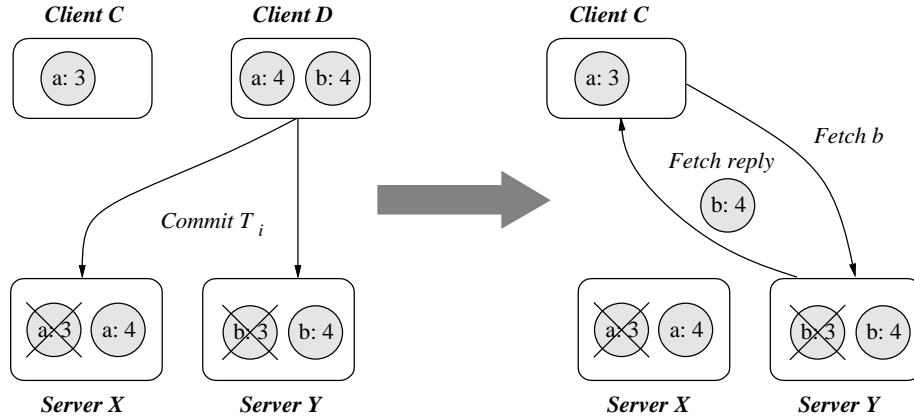 Client C
Client D
Client C
a: 3
a: 4
b: 4
a: 3
Fetch b
Fetch reply
b: 4
Commit T i
a: 3
a: 4
b: 3
b: 4
a: 3
a: 4
b: 3
b: 4
Server X
Server Y
Server X
Server Y